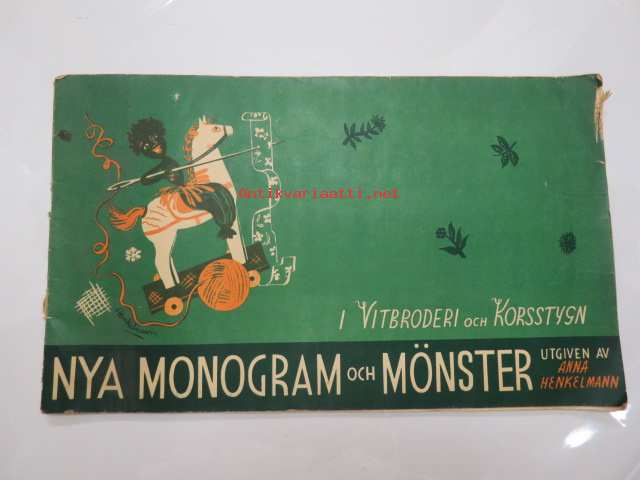 Antikvariaatti.net
I VITBRODERI OCH KORSSTYGN
NYA MONOGRAM OCH MÖNSTER
UTGIVEN AV
ANNA
HENKELMANN